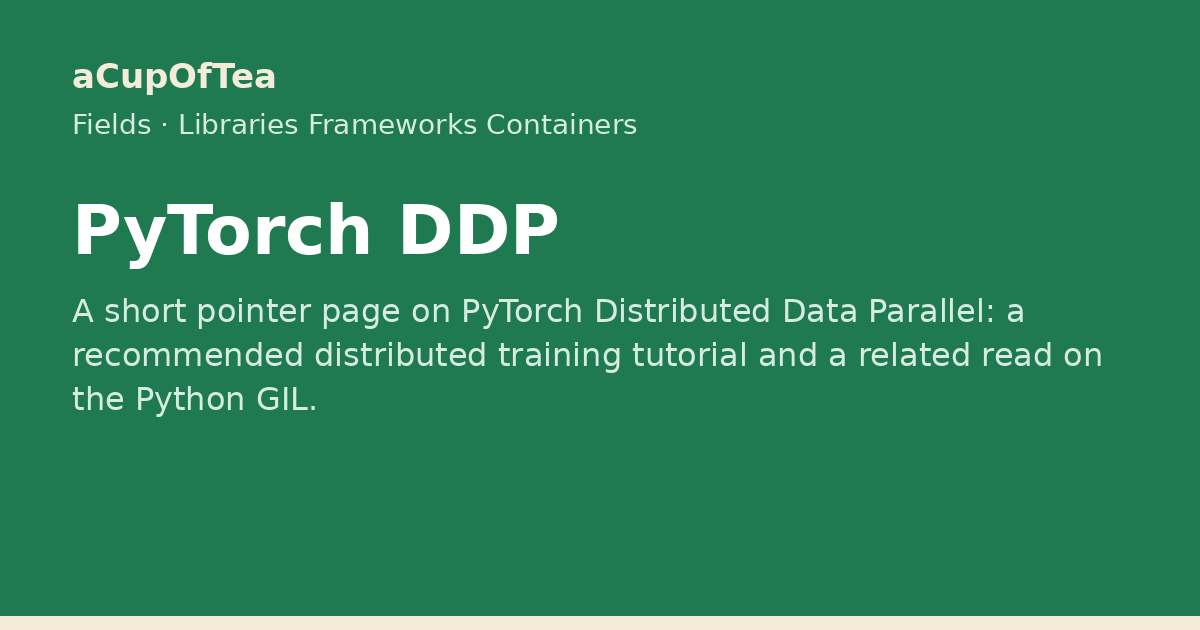 aCupOfTea
Fields · Libraries Frameworks Containers
PyTorch DDP
A short pointer page on PyTorch Distributed Data Parallel: a
recommended distributed training tutorial and a related read on
the Python GIL.